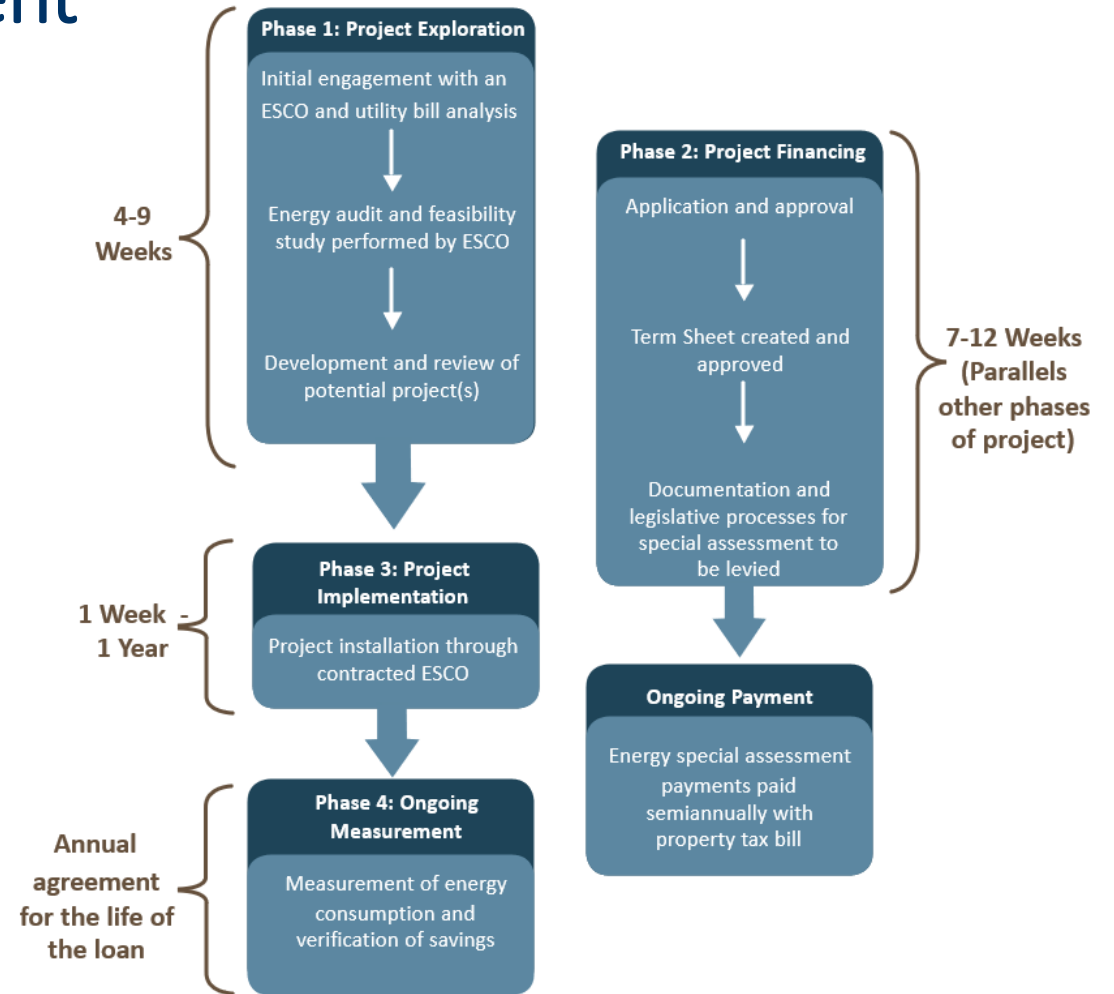 Phase 1: Project Exploration
Initial engagement with an
ESCO and utility bill analysis
Energy audit and feasibility
study performed by ESCO
Development and review of
potential project(s)
4-9
Weeks
Phase 2: Project Financing
Application and approval
Term Sheet created and
approved
Documentation and
legislative processes for
special assessment to
be levied
7-12 Weeks
(Parallels
other phases
of project)
Phase 3: Project
Implementation
Project installation through
contracted ESCO
1 Week -
1 Year
Ongoing Payment
Energy special assessment
payments paid
semiannually with
property tax bill
Phase 4: Ongoing
Measurement
Measurement of energy
consumption and
verification of savings
Annual
agreement
for the life of
the loan